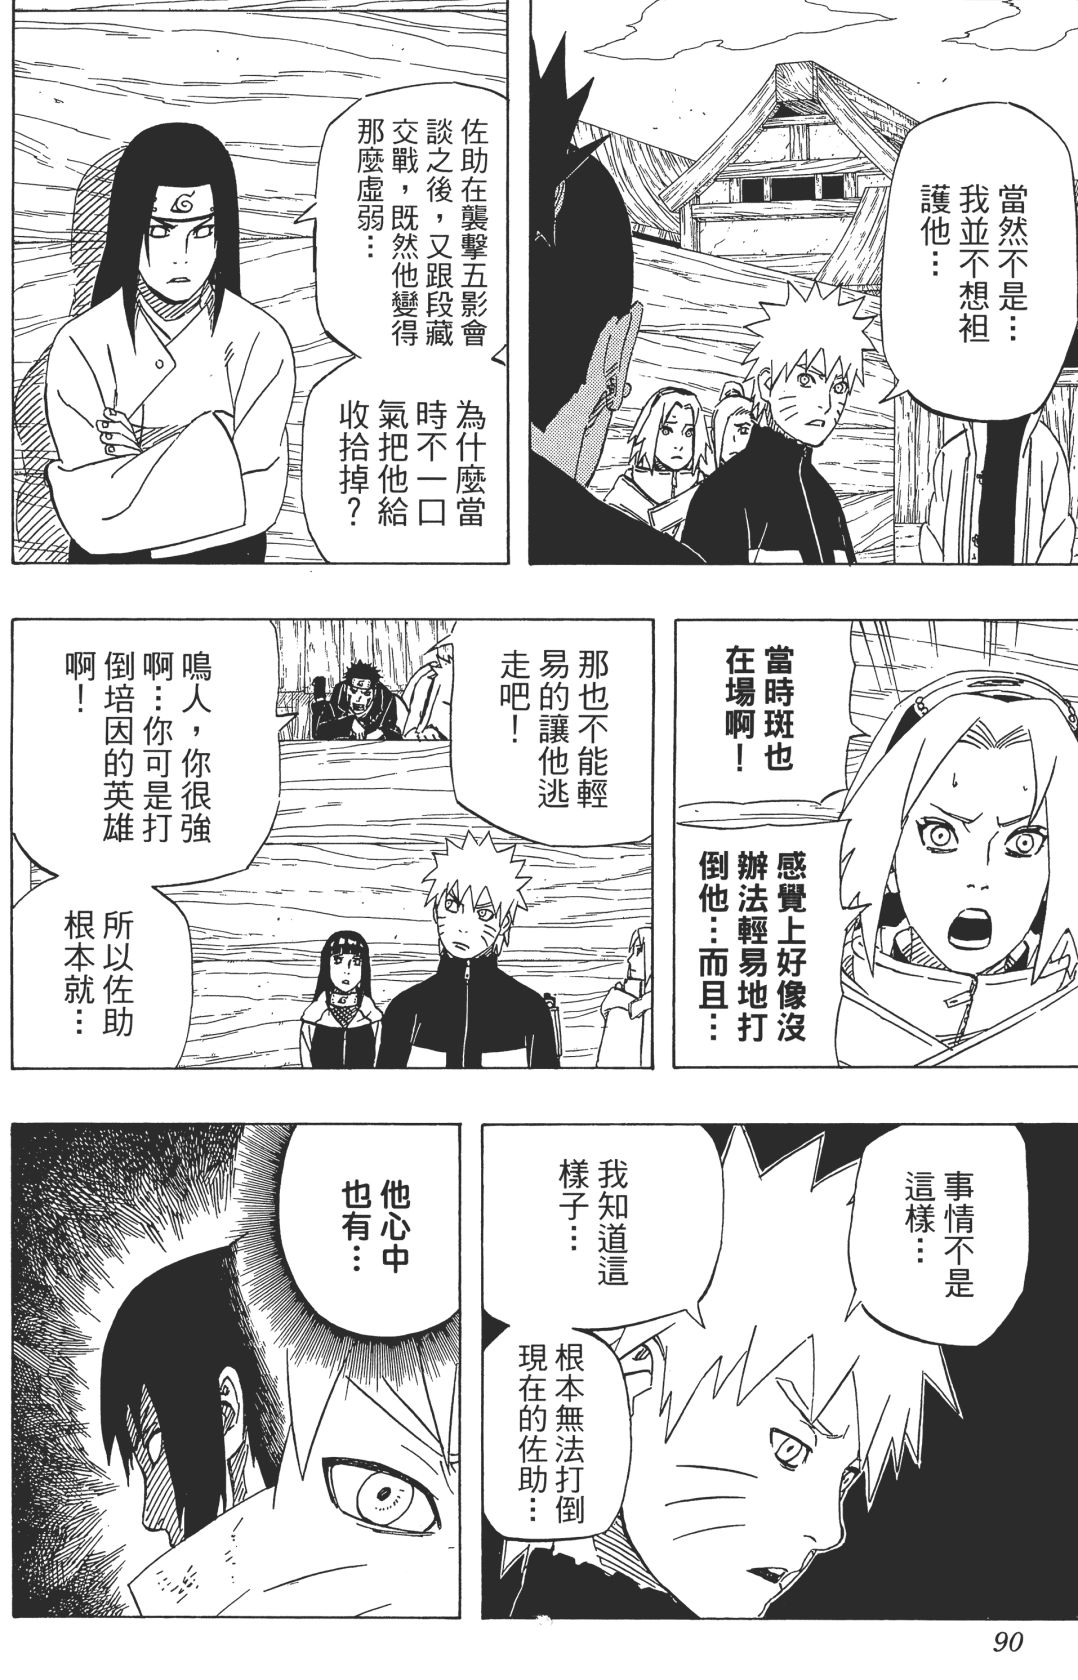 當然不是…
我並不想袒
護他…
佐助在襲擊五影會
談之後，又跟段藏
交戰，既然他變得
那麼虛弱…
為什麼當
時不一口
氣把他給
收拾掉？
當時斑也
在場啊！
感覺上好像沒
辦法輕易地打
倒他…而且…
那也不能輕
易的讓他逃
走吧！
鳴人，你很強
啊…你可是打
倒培因的英雄
啊！
所以佐助
根本就…
事情不是
這樣…
我知道這
樣子…
根本無法打倒
現在的佐助…
他心中
也有…
90